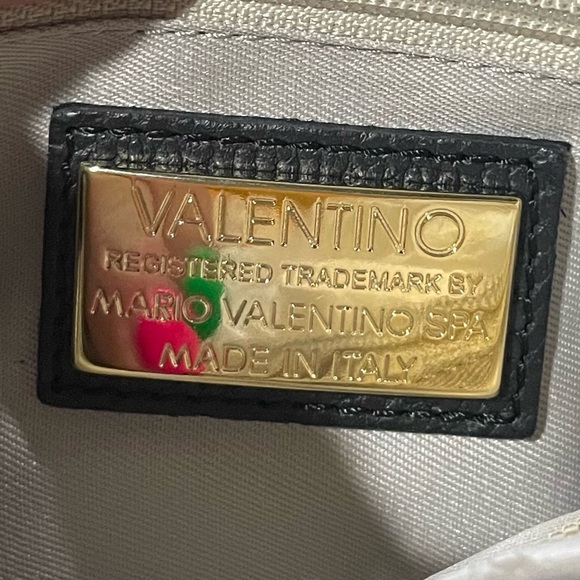 VALENTINO
REGISTERED TRADEMARK BY
MARIO VALENTINO SPA
MADE IN ITALY